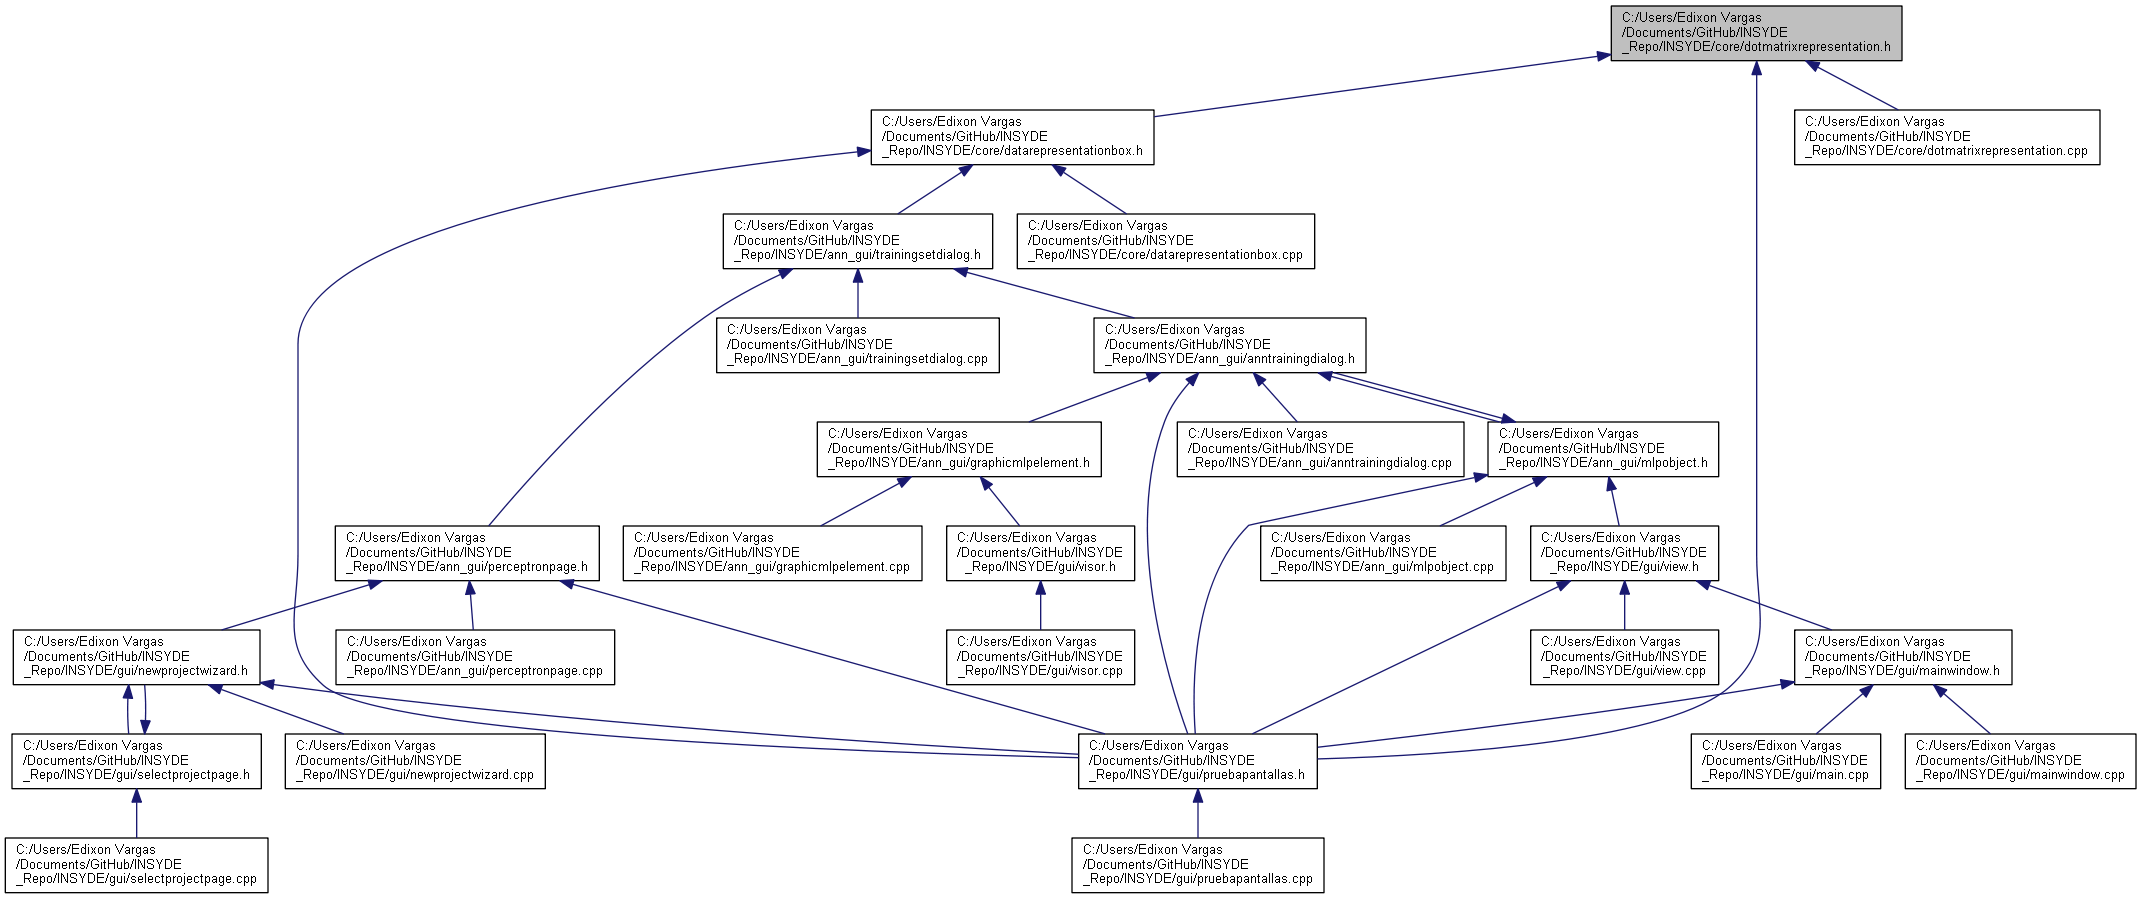 C:/Users/Edixon Vargas
/Documents/GitHub/INSYDE
_Repo/INSYDE/core/dotmatrixrepresentation.h
C:/Users/Edixon Vargas
/Documents/GitHub/INSYDE
_Repo/INSYDE/core/datarepresentationbox.h
C:/Users/Edixon Vargas
/Documents/GitHub/INSYDE
_Repo/INSYDE/core/dotmatrixrepresentation.cpp
C:/Users/Edixon Vargas
/Documents/GitHub/INSYDE
_Repo/INSYDE/ann_gui/trainingsetdialog.h
C:/Users/Edixon Vargas
/Documents/GitHub/INSYDE
_Repo/INSYDE/core/datarepresentationbox.cpp
C:/Users/Edixon Vargas
/Documents/GitHub/INSYDE
_Repo/INSYDE/ann_gui/trainingsetdialog.cpp
C:/Users/Edixon Vargas
/Documents/GitHub/INSYDE
_Repo/INSYDE/ann_gui/anntrainingdialog.h
C:/Users/Edixon Vargas
/Documents/GitHub/INSYDE
_Repo/INSYDE/ann_gui/graphicmlpelement.h
C:/Users/Edixon Vargas
/Documents/GitHub/INSYDE
_Repo/INSYDE/ann_gui/anntrainingdialog.cpp
C:/Users/Edixon Vargas
/Documents/GitHub/INSYDE
_Repo/INSYDE/ann_gui/mlpobject.h
C:/Users/Edixon Vargas
/Documents/GitHub/INSYDE
_Repo/INSYDE/ann_gui/perceptronpage.h
C:/Users/Edixon Vargas
/Documents/GitHub/INSYDE
_Repo/INSYDE/ann_gui/graphicmlpelement.cpp
C:/Users/Edixon Vargas
/Documents/GitHub/INSYDE
_Repo/INSYDE/gui/visor.h
C:/Users/Edixon Vargas
/Documents/GitHub/INSYDE
_Repo/INSYDE/ann_gui/mlpobject.cpp
C:/Users/Edixon Vargas
/Documents/GitHub/INSYDE
_Repo/INSYDE/gui/view.h
C:/Users/Edixon Vargas
/Documents/GitHub/INSYDE
_Repo/INSYDE/gui/newprojectwizard.h
C:/Users/Edixon Vargas
/Documents/GitHub/INSYDE
_Repo/INSYDE/ann_gui/perceptronpage.cpp
C:/Users/Edixon Vargas
/Documents/GitHub/INSYDE
_Repo/INSYDE/gui/visor.cpp
C:/Users/Edixon Vargas
/Documents/GitHub/INSYDE
_Repo/INSYDE/gui/view.cpp
C:/Users/Edixon Vargas
/Documents/GitHub/INSYDE
_Repo/INSYDE/gui/mainwindow.h
C:/Users/Edixon Vargas
/Documents/GitHub/INSYDE
_Repo/INSYDE/gui/selectprojectpage.h
C:/Users/Edixon Vargas
/Documents/GitHub/INSYDE
_Repo/INSYDE/gui/newprojectwizard.cpp
C:/Users/Edixon Vargas
/Documents/GitHub/INSYDE
_Repo/INSYDE/gui/pruebapantallas.h
C:/Users/Edixon Vargas
/Documents/GitHub/INSYDE
_Repo/INSYDE/gui/main.cpp
C:/Users/Edixon Vargas
/Documents/GitHub/INSYDE
_Repo/INSYDE/gui/mainwindow.cpp
C:/Users/Edixon Vargas
/Documents/GitHub/INSYDE
_Repo/INSYDE/gui/selectprojectpage.cpp
C:/Users/Edixon Vargas
/Documents/GitHub/INSYDE
_Repo/INSYDE/gui/pruebapantallas.cpp